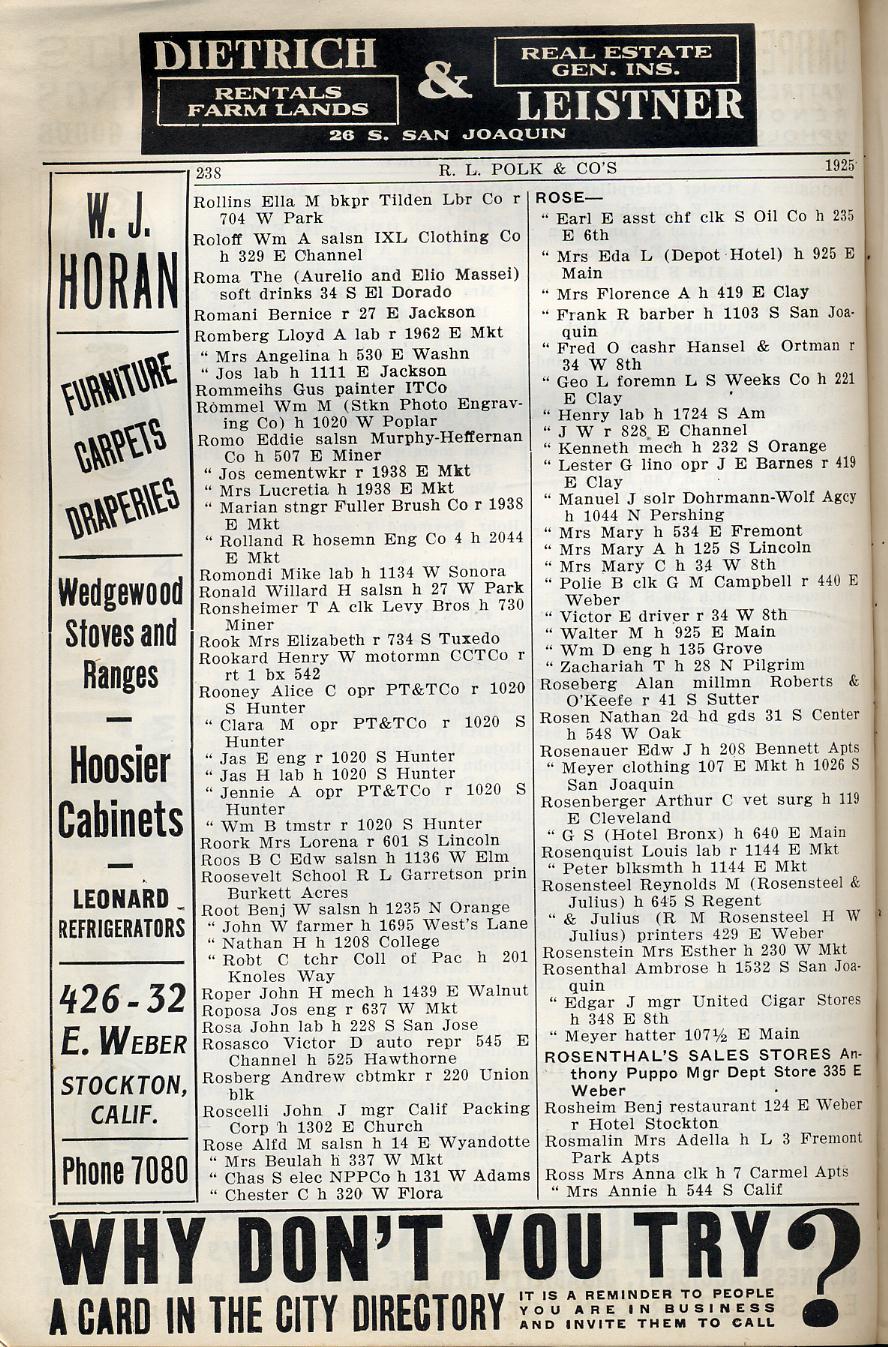 DIETRICH
RENTALS
FARM LANDS
&
REAL ESTATE
GEN. INS.
LEISTNER
26 S. SAN JOAQUIN
238 R. L. POLK & CO'S 1925
W. J.
HORAN
FURNITURE
CARPETS
DRAPERIES
Wedgewood
Stoves and
Ranges
—
Hoosier
Cabinets
—
LEONARD
REFRIGERATORS
426-32
E. WEBER
STOCKTON,
CALIF.
Phone 7080
Rollins Ella M bkpr Tilden Lbr Co r
704 W Park
Roloff Wm A salsn IXL Clothing Co
h 329 E Channel
Roma The (Aurelio and Elio Massei)
soft drinks 34 S El Dorado
Romani Bernice r 27 E Jackson
Romberg Lloyd A lab r 1962 E Mkt
“ Mrs Angelina h 530 E Washn
“ Jos lab h 1111 E Jackson
Rommeihs Gus painter ITCo
Rommel Wm M (Stkn Photo Engrav-
ing Co) h 1020 W Poplar
Romo Eddie salsn Murphy-Heffernan
Co h 507 E Miner
“ Jos cementwkr r 1938 E Mkt
“ Mrs Lucretia h 1938 E Mkt
“ Marian stngr Fuller Brush Co r 1938
E Mkt
“ Rolland R hosemn Eng Co 4 h 2044
E Mkt
Romondi Mike lab h 1134 W Sonora
Ronald Willard H salsn h 27 W Park
Ronsheimer T A clk Levy Bros h 730
Miner
Rook Mrs Elizabeth r 734 S Tuxedo
Rookard Henry W motormn CCTCo r
rt 1 bx 542
Rooney Alice C opr PT&TCo r 1020
S Hunter
“ Clara M opr PT&TCo r 1020 S
Hunter
“ Jas E eng r 1020 S Hunter
“ Jas H lab h 1020 S Hunter
“ Jennie A opr PT&TCo r 1020 S
Hunter
“ Wm B tmstr r 1020 S Hunter
Roork Mrs Lorena r 601 S Lincoln
Roos B C Edw salsn h 1136 W Elm
Roosevelt School R L Garretson prin
Burkett Acres
Root Benj W salsn h 1235 N Orange
“ John W farmer h 1695 West's Lane
“ Nathan H h 1208 College
“ Robt C tchr Coll of Pac h 201
Knoles Way
Roper John H mech h 1439 E Walnut
Roposa Jos eng r 637 W Mkt
Rosa John lab h 228 S San Jose
Rosasco Victor D auto repr 545 E
Channel h 525 Hawthorne
Rosberg Andrew cbtmkr r 220 Union
blk
Roscelli John J mgr Calif Packing
Corp h 1302 E Church
Rose Alfd M salsn h 14 E Wyandotte
“ Mrs Beulah h 337 W Mkt
“ Chas S elec NPPCo h 131 W Adams
“ Chester C h 320 W Flora
ROSE—
“ Earl E asst chf clk S Oil Co h 235
E 6th
“ Mrs Eda L (Depot Hotel) h 925 E
Main
“ Mrs Florence A h 419 E Clay
“ Frank R barber h 1103 S San Joa-
quin
“ Fred O cashr Hansel & Ortman r
34 W 8th
“ Geo L foremn L S Weeks Co h 221
E Clay
“ Henry lab h 1724 S Am
“ J W r 828 E Channel
“ Kenneth mech h 232 S Orange
“ Lester G lino opr J E Barnes r 419
E Clay
“ Manuel J solr Dohrmann-Wolf Agcy
h 1044 N Pershing
“ Mrs Mary h 534 E Fremont
“ Mrs Mary A h 125 S Lincoln
“ Mrs Mary C h 34 W 8th
“ Polie B clk G M Campbell r 440 E
Weber
“ Victor E driver r 34 W 8th
“ Walter M h 925 E Main
“ Wm D eng h 135 Grove
“ Zachariah T h 28 N Pilgrim
Roseberg Alan millmn Roberts &
O'Keefe r 41 S Sutter
Rosen Nathan 2d hd gds 31 S Center
h 548 W Oak
Rosenauer Edw J h 208 Bennett Apts
“ Meyer clothing 107 E Mkt h 1026 S
San Joaquin
Rosenberger Arthur C vet surg h 119
E Cleveland
“ G S (Hotel Bronx) h 640 E Main
Rosenquist Louis lab r 1144 E Mkt
“ Peter blksmth h 1144 E Mkt
Rosensteel Reynolds M (Rosensteel &
Julius) h 645 S Regent
“ & Julius (R M Rosensteel H W
Julius) printers 429 E Weber
Rosenstein Mrs Esther h 230 W Mkt
Rosenthal Ambrose h 1532 S San Joa-
quin
“ Edgar J mgr United Cigar Stores
h 348 E 8th
“ Meyer hatter 107½ E Main
ROSENTHAL'S SALES STORES An-
thony Puppo Mgr Dept Store 335 E
Weber
Rosheim Benj restaurant 124 E Weber
r Hotel Stockton
Rosmalin Mrs Adella h L 3 Fremont
Park Apts
Ross Mrs Anna clk h 7 Carmel Apts
“ Mrs Annie h 544 S Calif
WHY DON'T YOU TRY ?
A CARD IN THE CITY DIRECTORY
IT IS A REMINDER TO PEOPLE
YOU ARE IN BUSINESS
AND INVITE THEM TO CALL